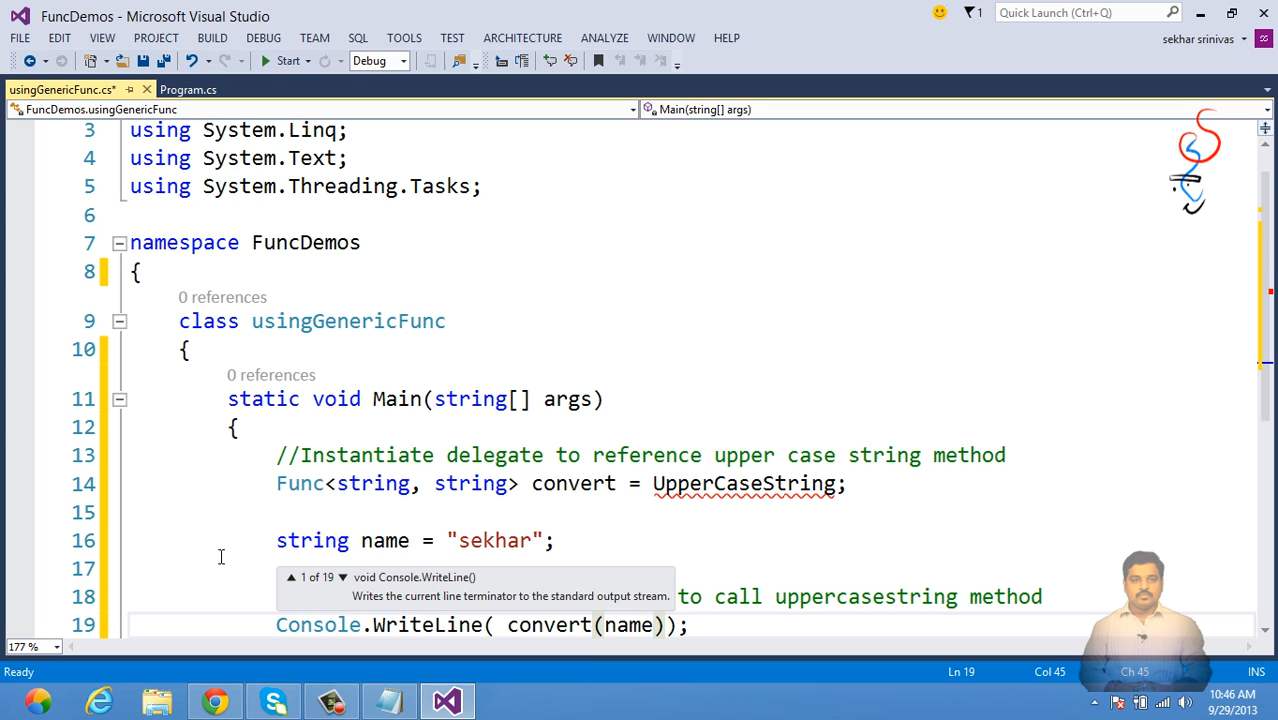 FuncDemos - Microsoft Visual Studio
1
Quick Launch (Ctrl+Q)
FILE EDIT VIEW PROJECT BUILD DEBUG TEAM SQL TOOLS TEST ARCHITECTURE ANALYZE WINDOW HELP
sekhar srinivas
Start Debug
usingGenericFunc.cs* Program.cs
FuncDemos.usingGenericFunc Main(string[] args)
3 using System.Linq;
4 using System.Text;
5 using System.Threading.Tasks;
6
7 namespace FuncDemos
8 {
0 references
9 class usingGenericFunc
10 {
0 references
11 static void Main(string[] args)
12 {
13 //Instantiate delegate to reference upper case string method
14 Func<string, string> convert = UpperCaseString;
15
16 string name = "sekhar";
17
1 of 19 void Console.WriteLine()
Writes the current line terminator to the standard output stream.
18 to call uppercasestring method
19 Console.WriteLine( convert(name));
177 %
Ready Ln 19 Col 45 Ch 45 INS
10:46 AM
9/29/2013